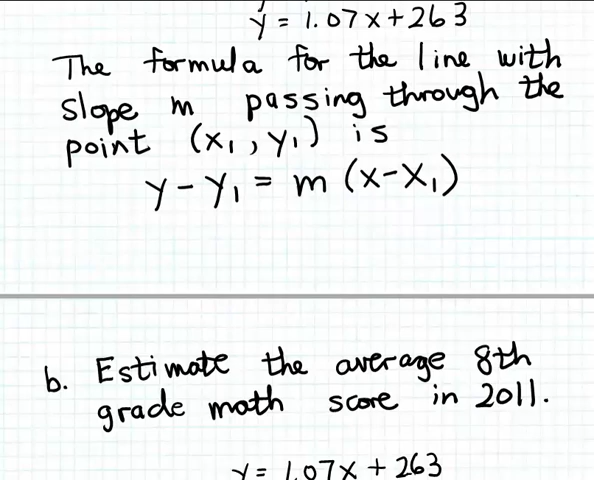 y = 1.07x + 263
The formula for the line with
slope m passing through the
point (x₁, y₁) is
y - y₁ = m (x - x₁)
b. Estimate the average 8th
grade math score in 2011.
y = 1.07x + 263